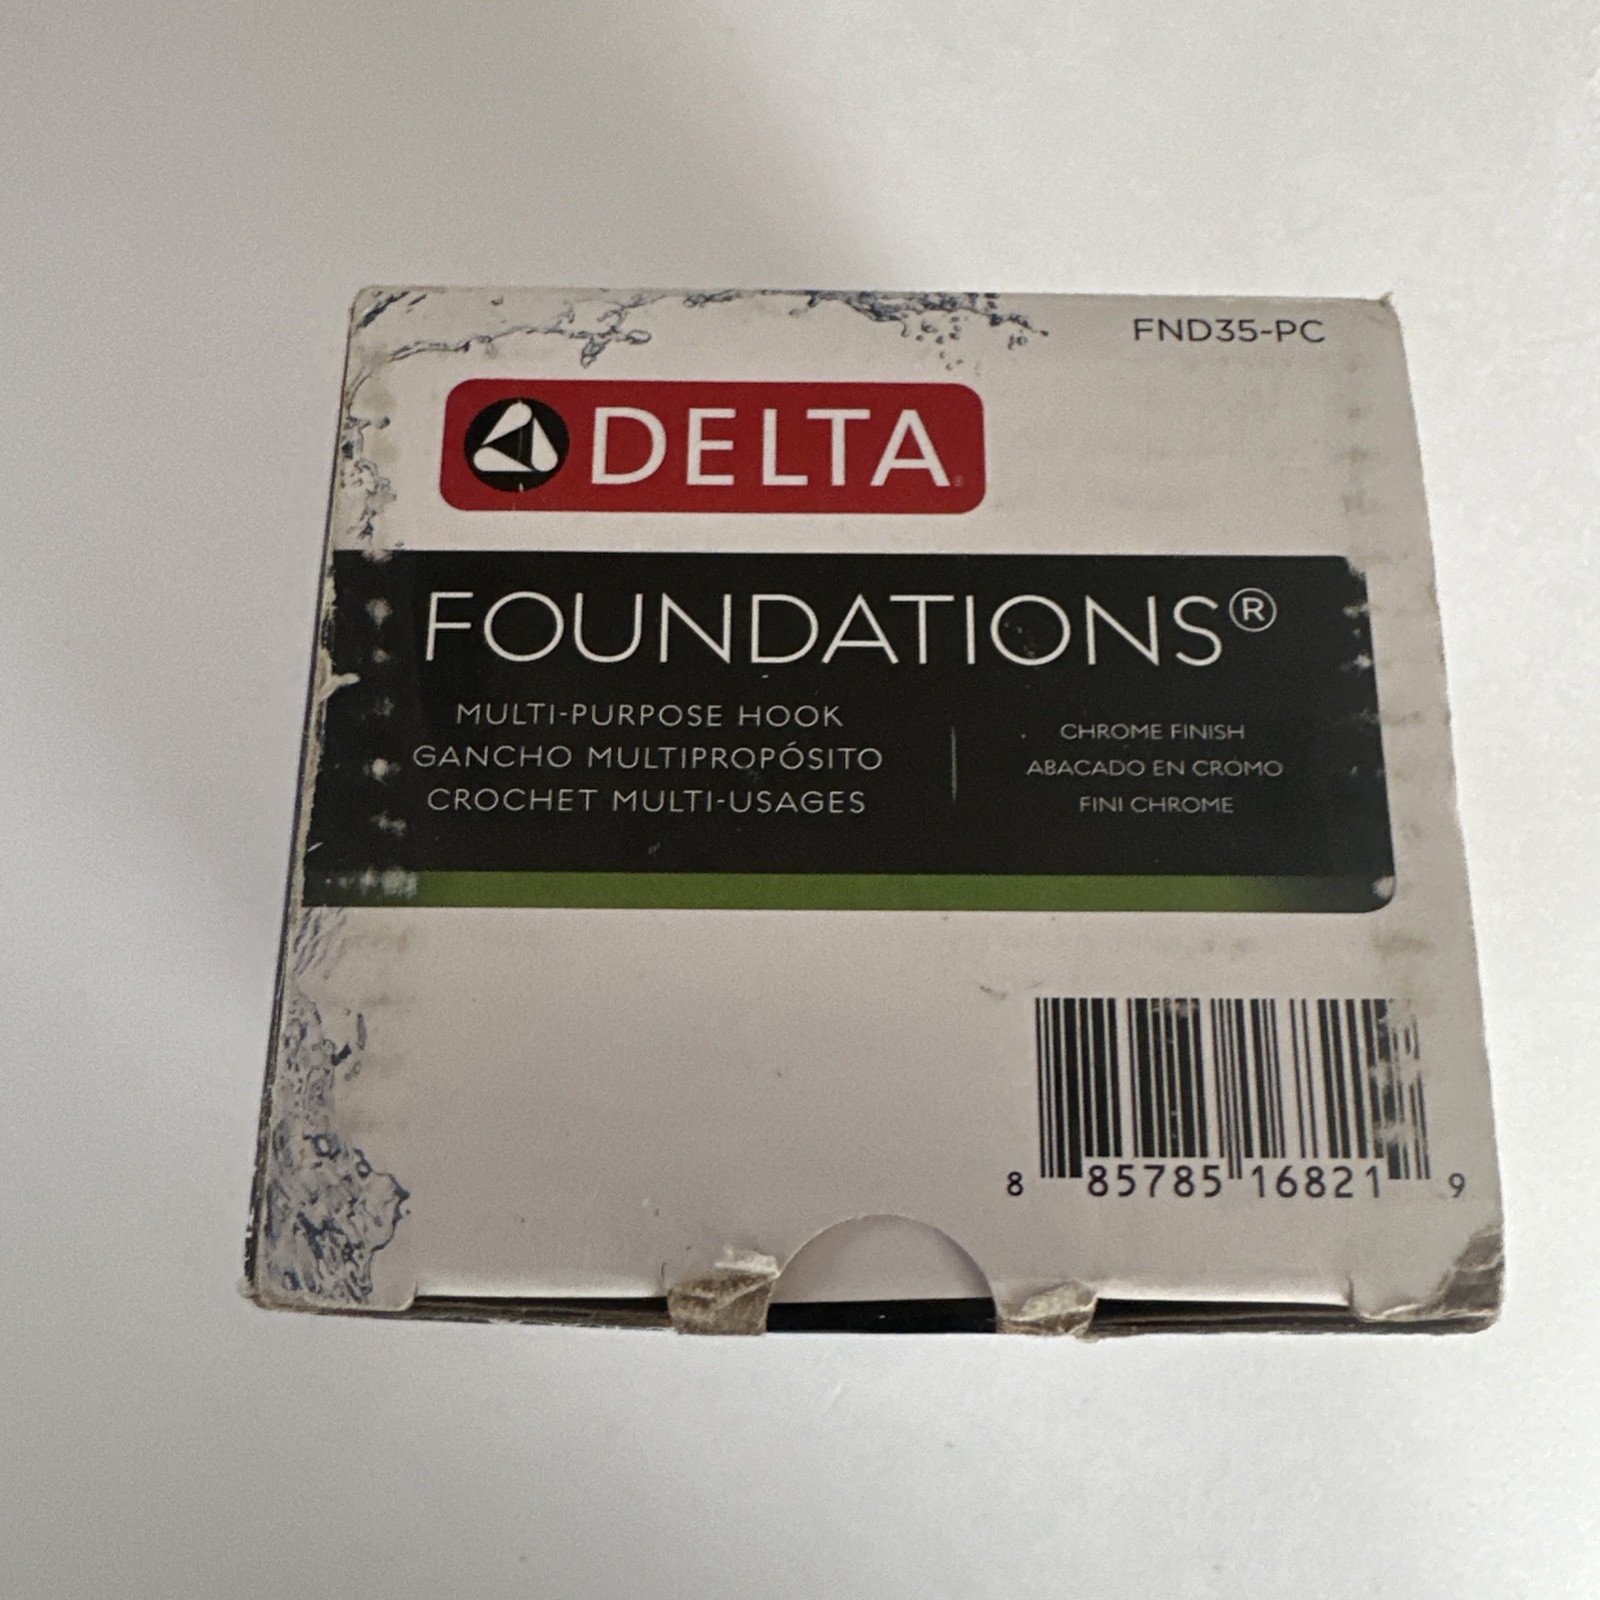 FND35-PC
DELTA
FOUNDATIONS®
MULTI-PURPOSE HOOK
GANCHO MULTIPROPÓSITO
CROCHET MULTI-USAGES
CHROME FINISH
ABACADO EN CROMO
FINI CHROME
8 85785 16821 9